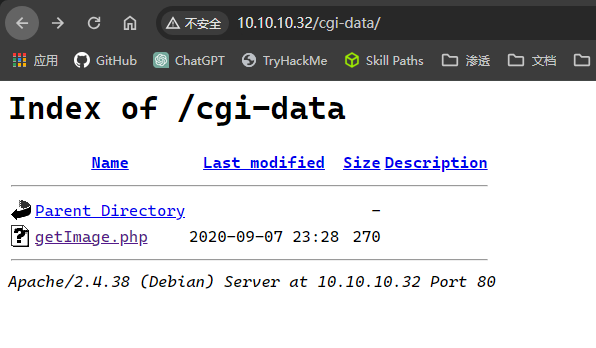 不安全 10.10.10.32/cgi-data/
应用 GitHub ChatGPT TryHackMe Skill Paths 渗透 文档
Index of /cgi-data
Name Last modified Size Description
Parent Directory -
getImage.php 2020-09-07 23:28 270
Apache/2.4.38 (Debian) Server at 10.10.10.32 Port 80